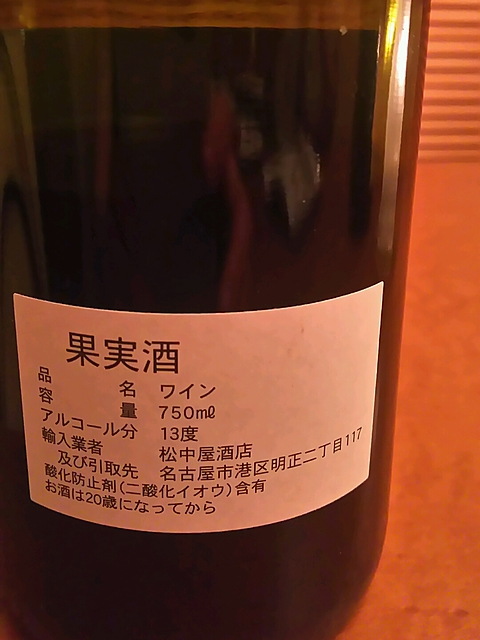 果実酒
品名 ワイン
容量 750mℓ
アルコール分 13度
輸入業者 松中屋酒店
及び引取先 名古屋市港区明正二丁目117
酸化防止剤(二酸化イオウ)含有
お酒は20歳になってから